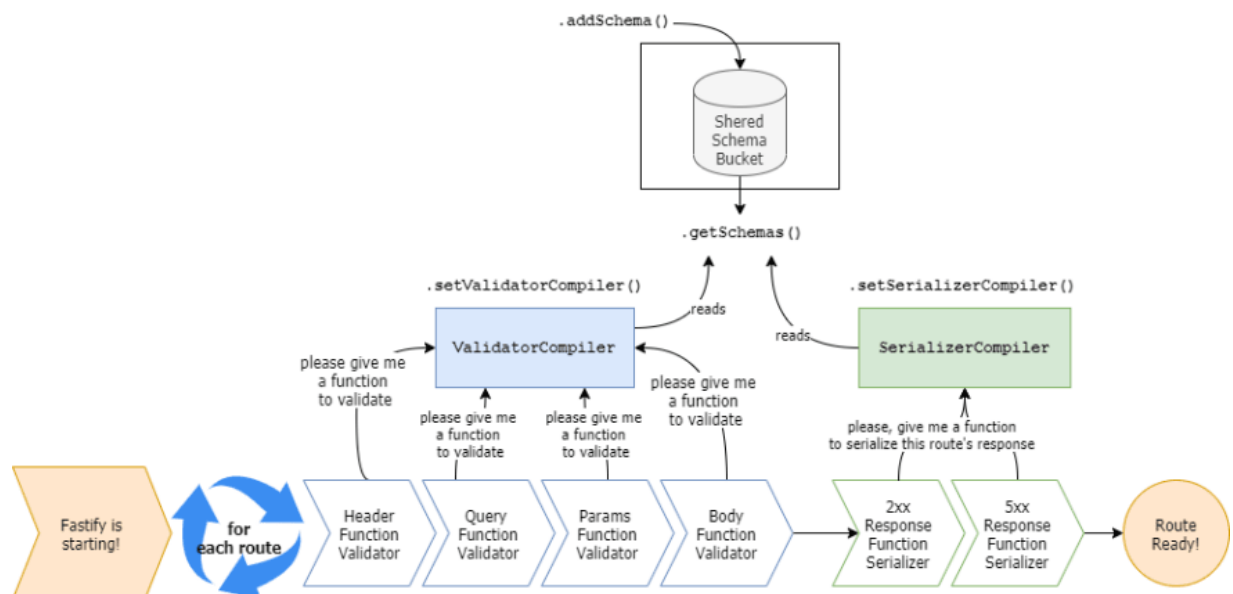 .addSchema()
Shered
Schema
Bucket
.getSchemas()
.setValidatorCompiler()
.setSerializerCompiler()
reads
reads
ValidatorCompiler
SerializerCompiler
please give me
a function
to validate
please give me
a function
to validate
please give me
a function
to validate
please give me
a function
to validate
please, give me a function
to serialize this route's response
Fastify is
starting!
for
each route
Header
Function
Validator
Query
Function
Validator
Params
Function
Validator
Body
Function
Validator
2xx
Response
Function
Serializer
5xx
Response
Function
Serializer
Route
Ready!